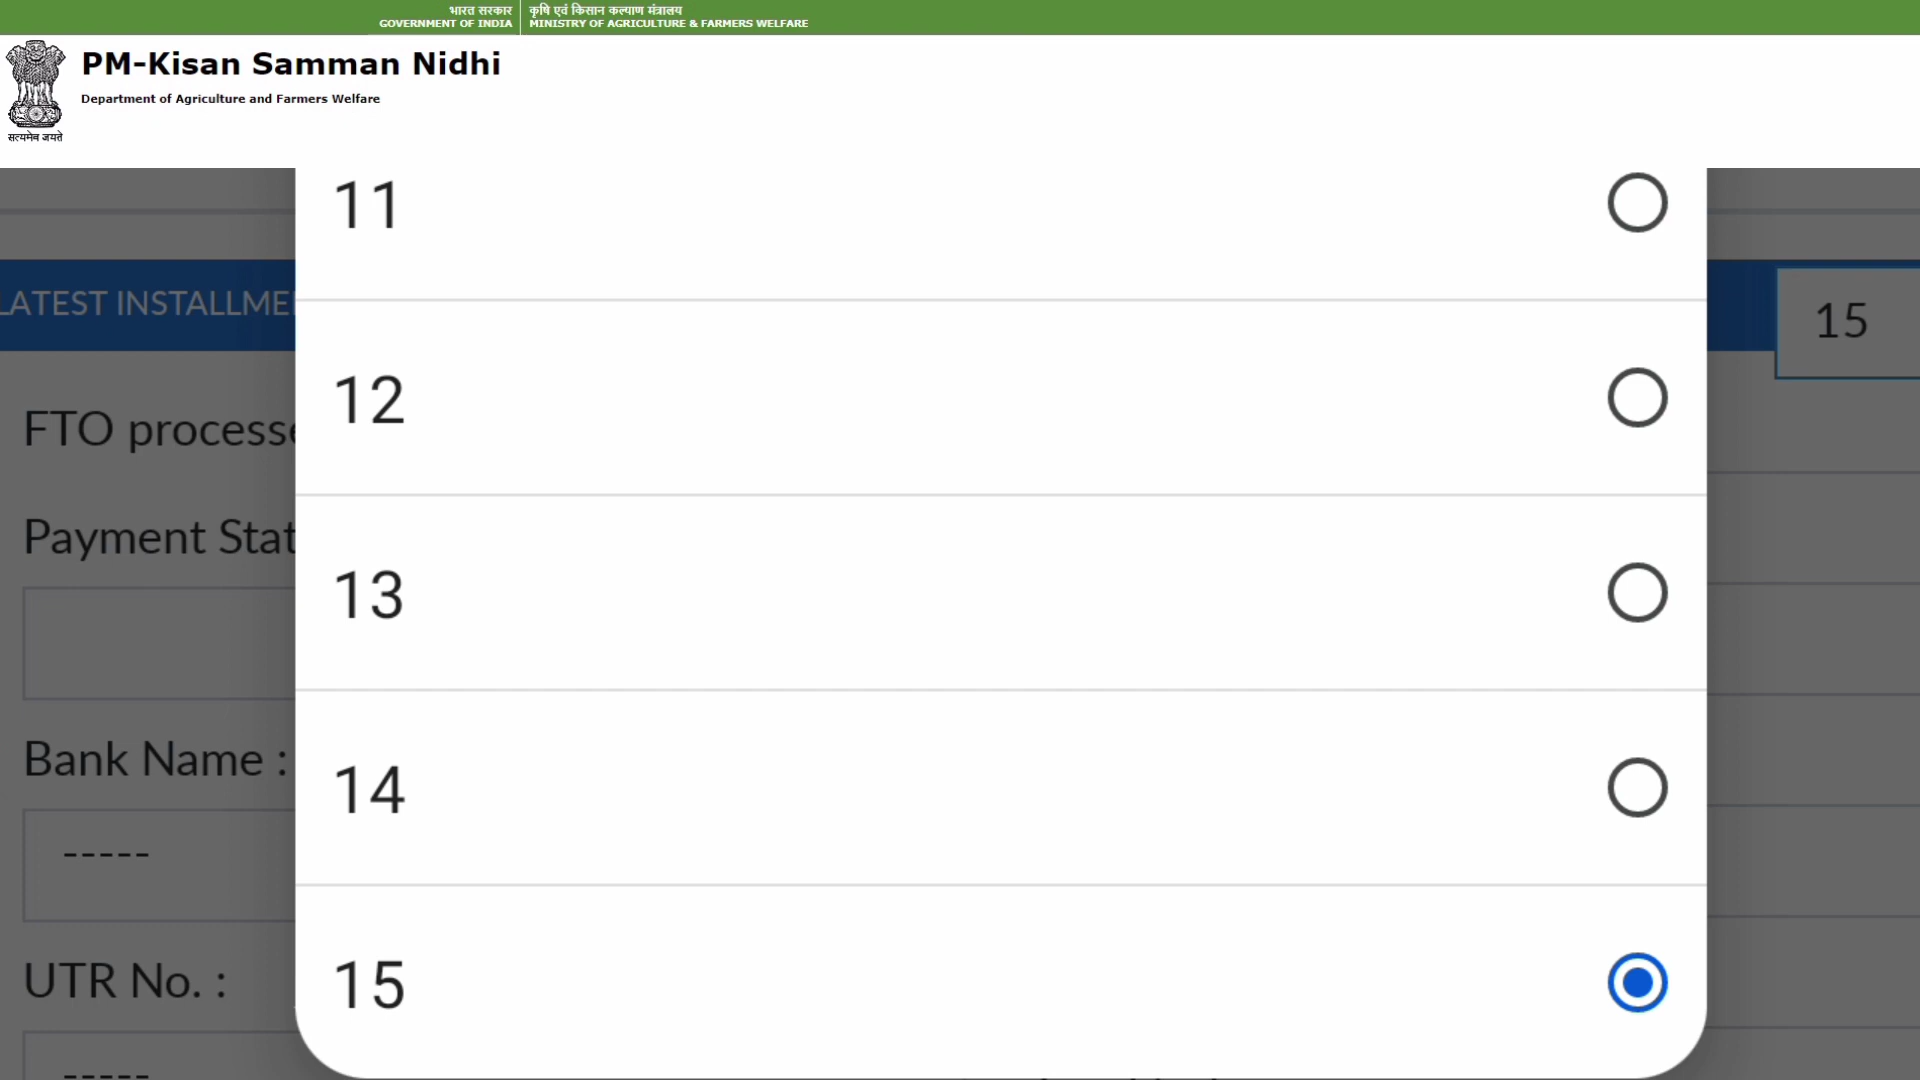 भारत सरकार
GOVERNMENT OF INDIA
कृषि एवं किसान कल्याण मंत्रालय
MINISTRY OF AGRICULTURE & FARMERS WELFARE
PM-Kisan Samman Nidhi
Department of Agriculture and Farmers Welfare
सत्यमेव जयते
11
LATEST INSTALLME
15
12
FTO process
Payment Stat
13
Bank Name :
14
-----
UTR No. :
15
-----